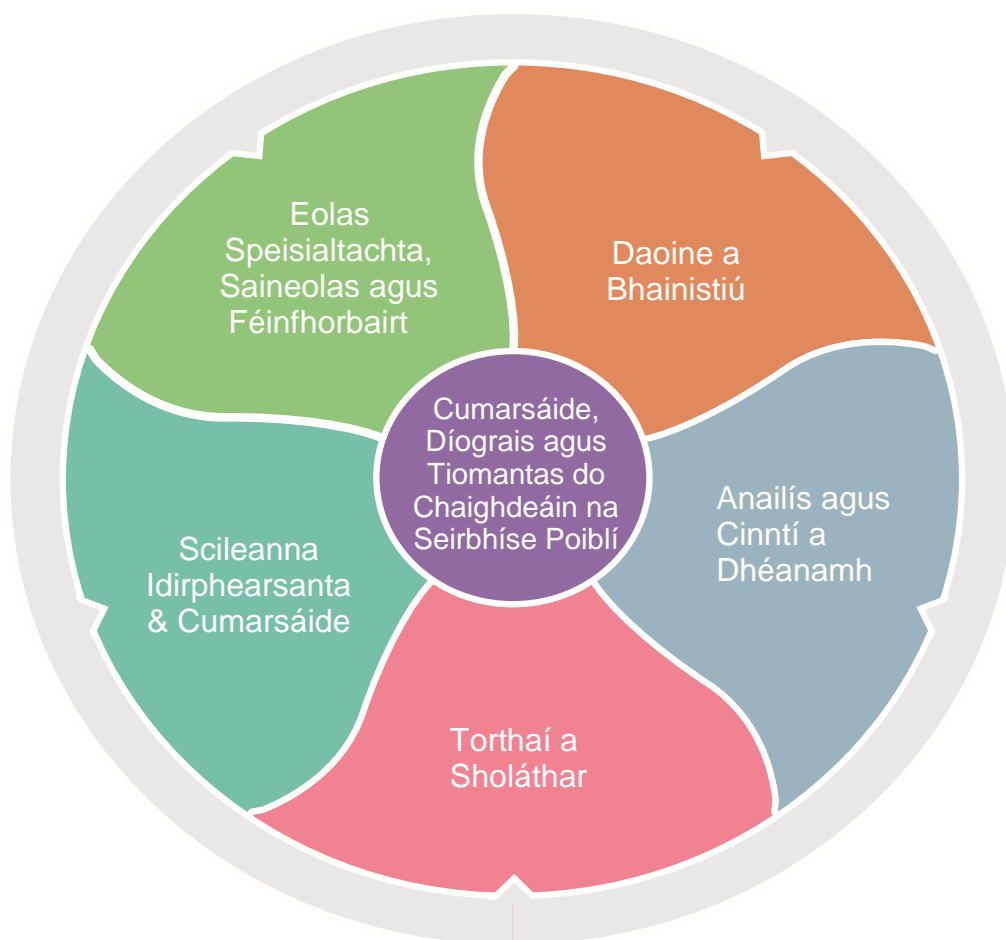 Eolas
Speisialtachta,
Saineolas agus
Féinfhorbairt
Daoine a
Bhainistiú
Cumarsáide,
Díograis agus
Tiomantas do
Chaighdeáin na
Seirbhíse Poiblí
Anailís agus
Cinntí a
Dhéanamh
Scileanna
Idirphearsanta
& Cumarsáide
Torthaí a
Sholáthar